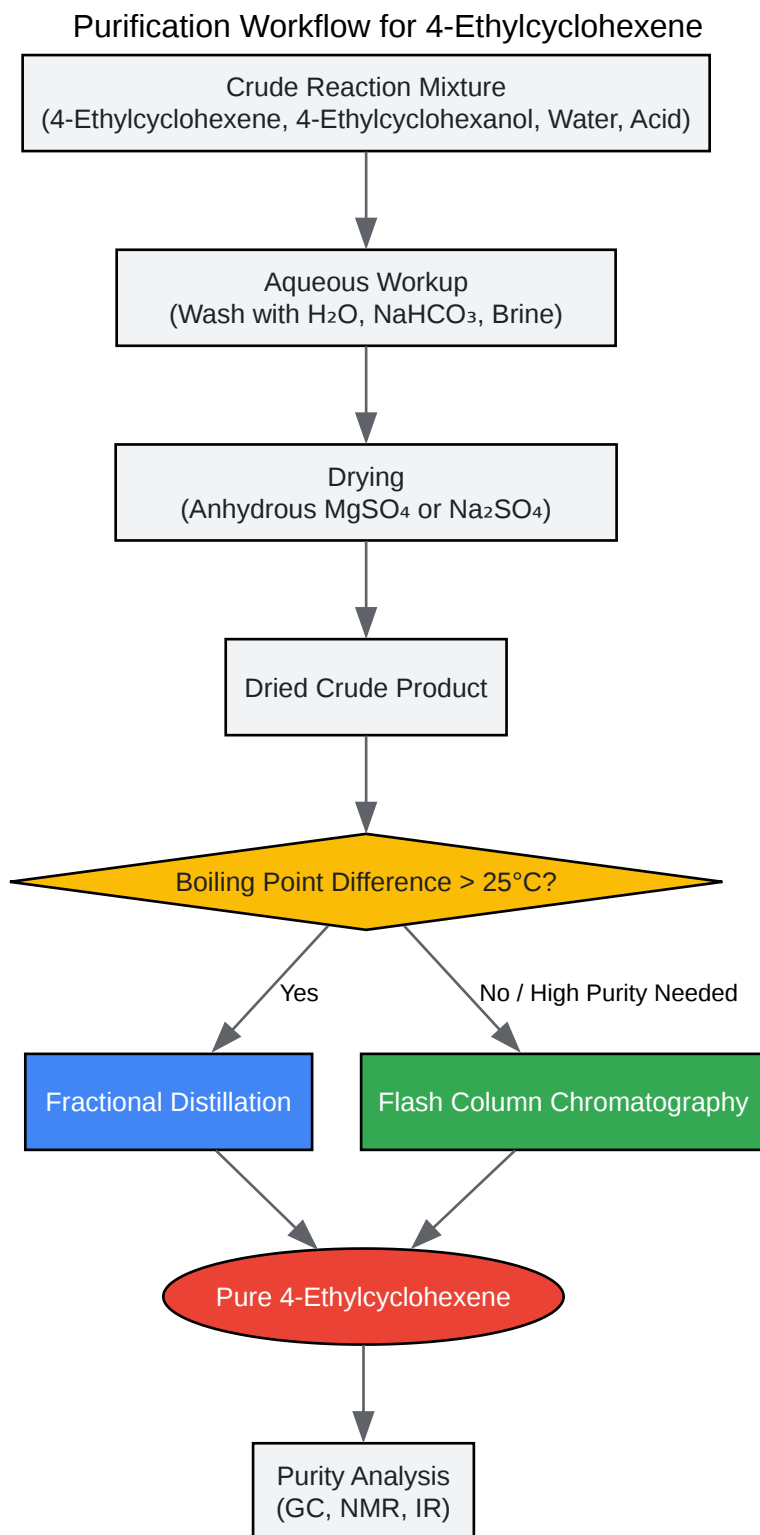 Purification Workflow for 4-Ethylcyclohexene
Crude Reaction Mixture
(4-Ethylcyclohexene, 4-Ethylcyclohexanol, Water, Acid)
Aqueous Workup
(Wash with H₂O, NaHCO₃, Brine)
Drying
(Anhydrous MgSO₄ or Na₂SO₄)
Dried Crude Product
Boiling Point Difference > 25°C?
Yes
No / High Purity Needed
Fractional Distillation
Flash Column Chromatography
Pure 4-Ethylcyclohexene
Purity Analysis
(GC, NMR, IR)